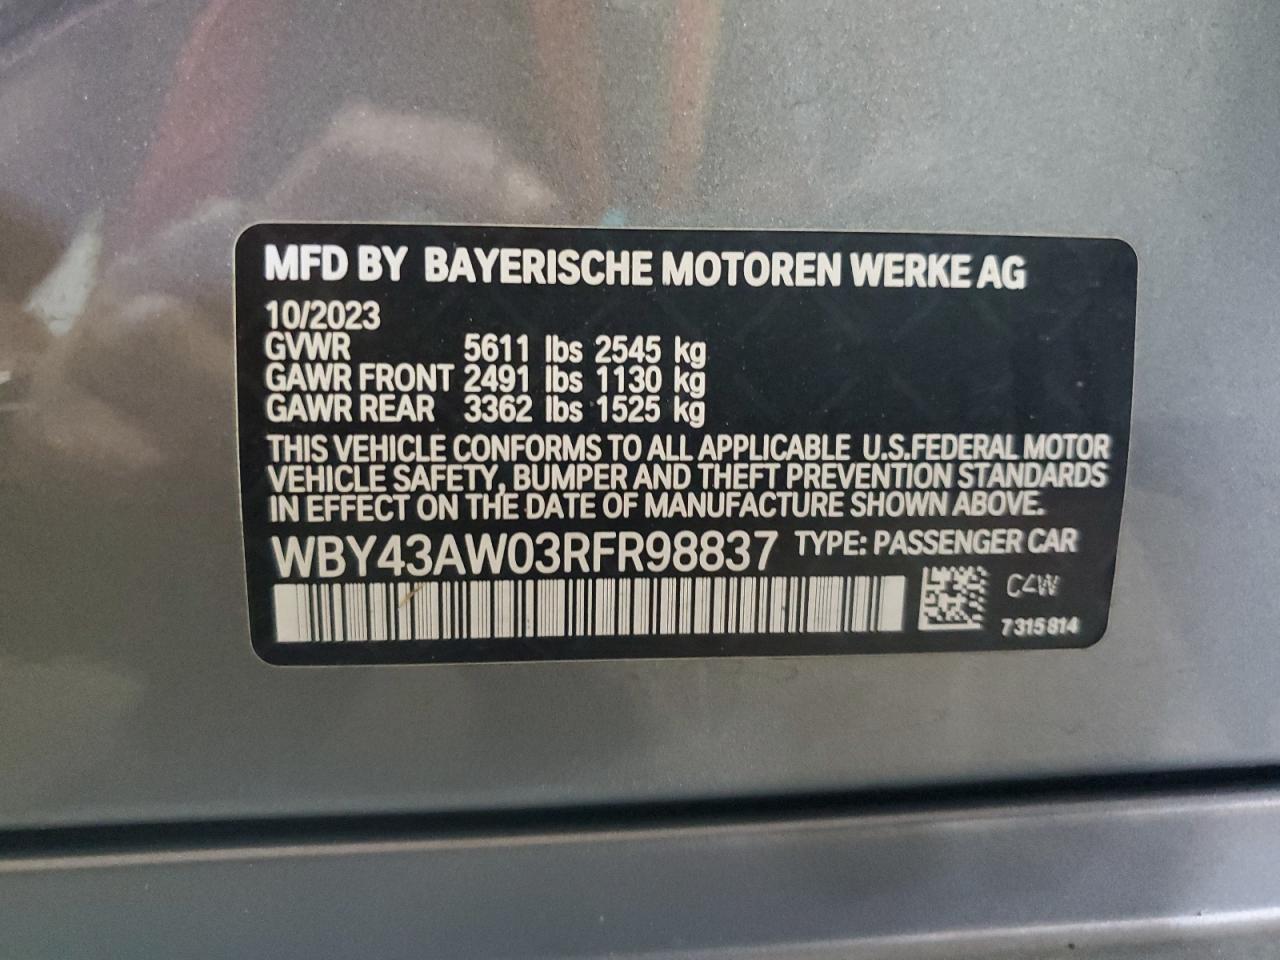 MFD BY BAYERISCHE MOTOREN WERKE AG
10/2023
GVWR 5611 lbs 2545 kg
GAWR FRONT 2491 lbs 1130 kg
GAWR REAR 3362 lbs 1525 kg
THIS VEHICLE CONFORMS TO ALL APPLICABLE U.S.FEDERAL MOTOR
VEHICLE SAFETY, BUMPER AND THEFT PREVENTION STANDARDS
IN EFFECT ON THE DATE OF MANUFACTURE SHOWN ABOVE.
WBY43AW03RFR98837 TYPE: PASSENGER CAR
C4W
7315814